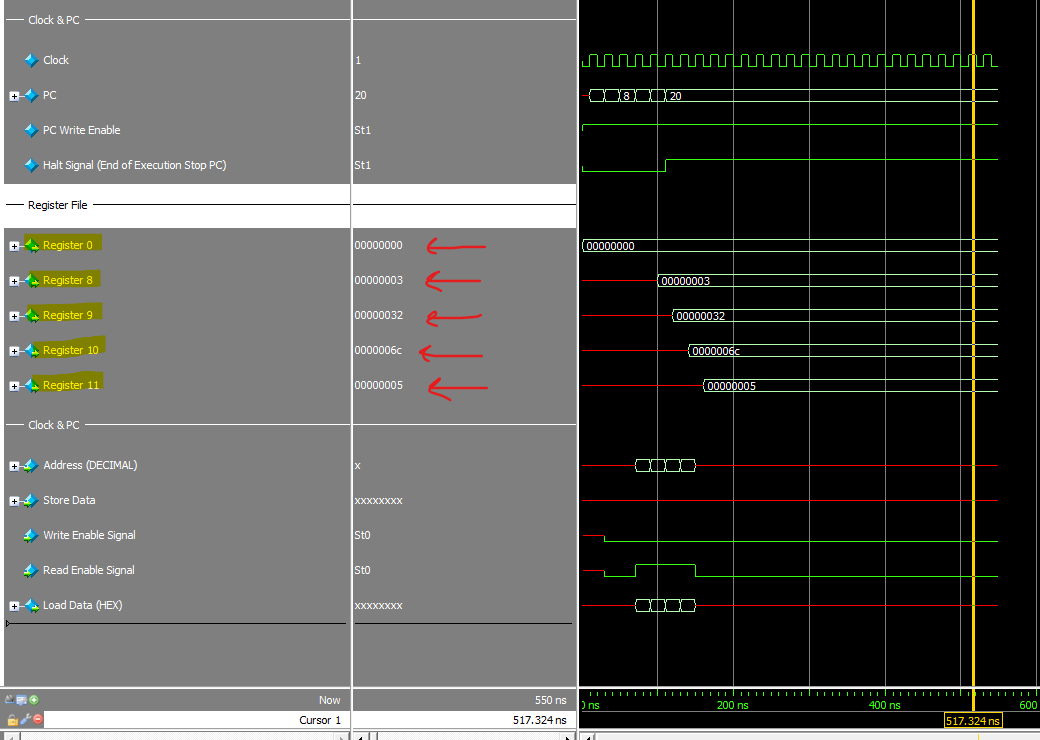 Clock & PC
Clock 1
PC 20 8 20
PC Write Enable St1
Halt Signal (End of Execution Stop PC) St1
Register File
Register 0 00000000 00000000
Register 8 00000003 00000003
Register 9 00000032 00000032
Register 10 0000006c 0000006c
Register 11 00000005 00000005
Clock & PC
Address (DECIMAL) x
Store Data xxxxxxxx
Write Enable Signal St0
Read Enable Signal St0
Load Data (HEX) xxxxxxxx
Now 550 ns 0 ns 200 ns 400 ns 600
Cursor 1 517.324 ns 517.324 ns